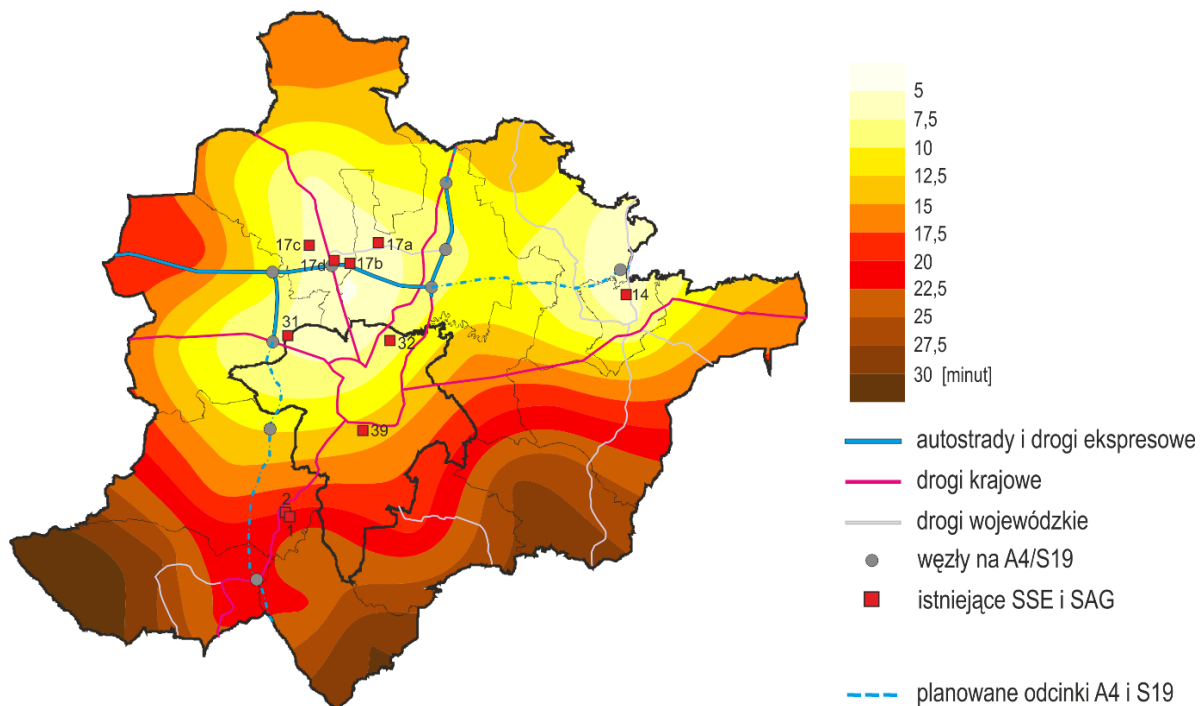 5
7,5
10
12,5
15
17,5
20
22,5
25
27,5
30 [minut]
17c
17a
17d
17b
14
31
32
39
2
1
autostrady i drogi ekspresowe
drogi krajowe
drogi wojewódzkie
węzły na A4/S19
istniejące SSE i SAG
planowane odcinki A4 i S19